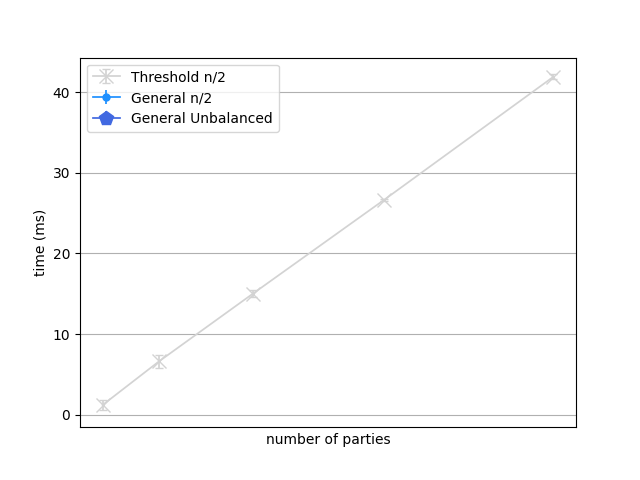 Threshold n/2
General n/2
General Unbalanced
40
30
20
10
0
time (ms)
number of parties